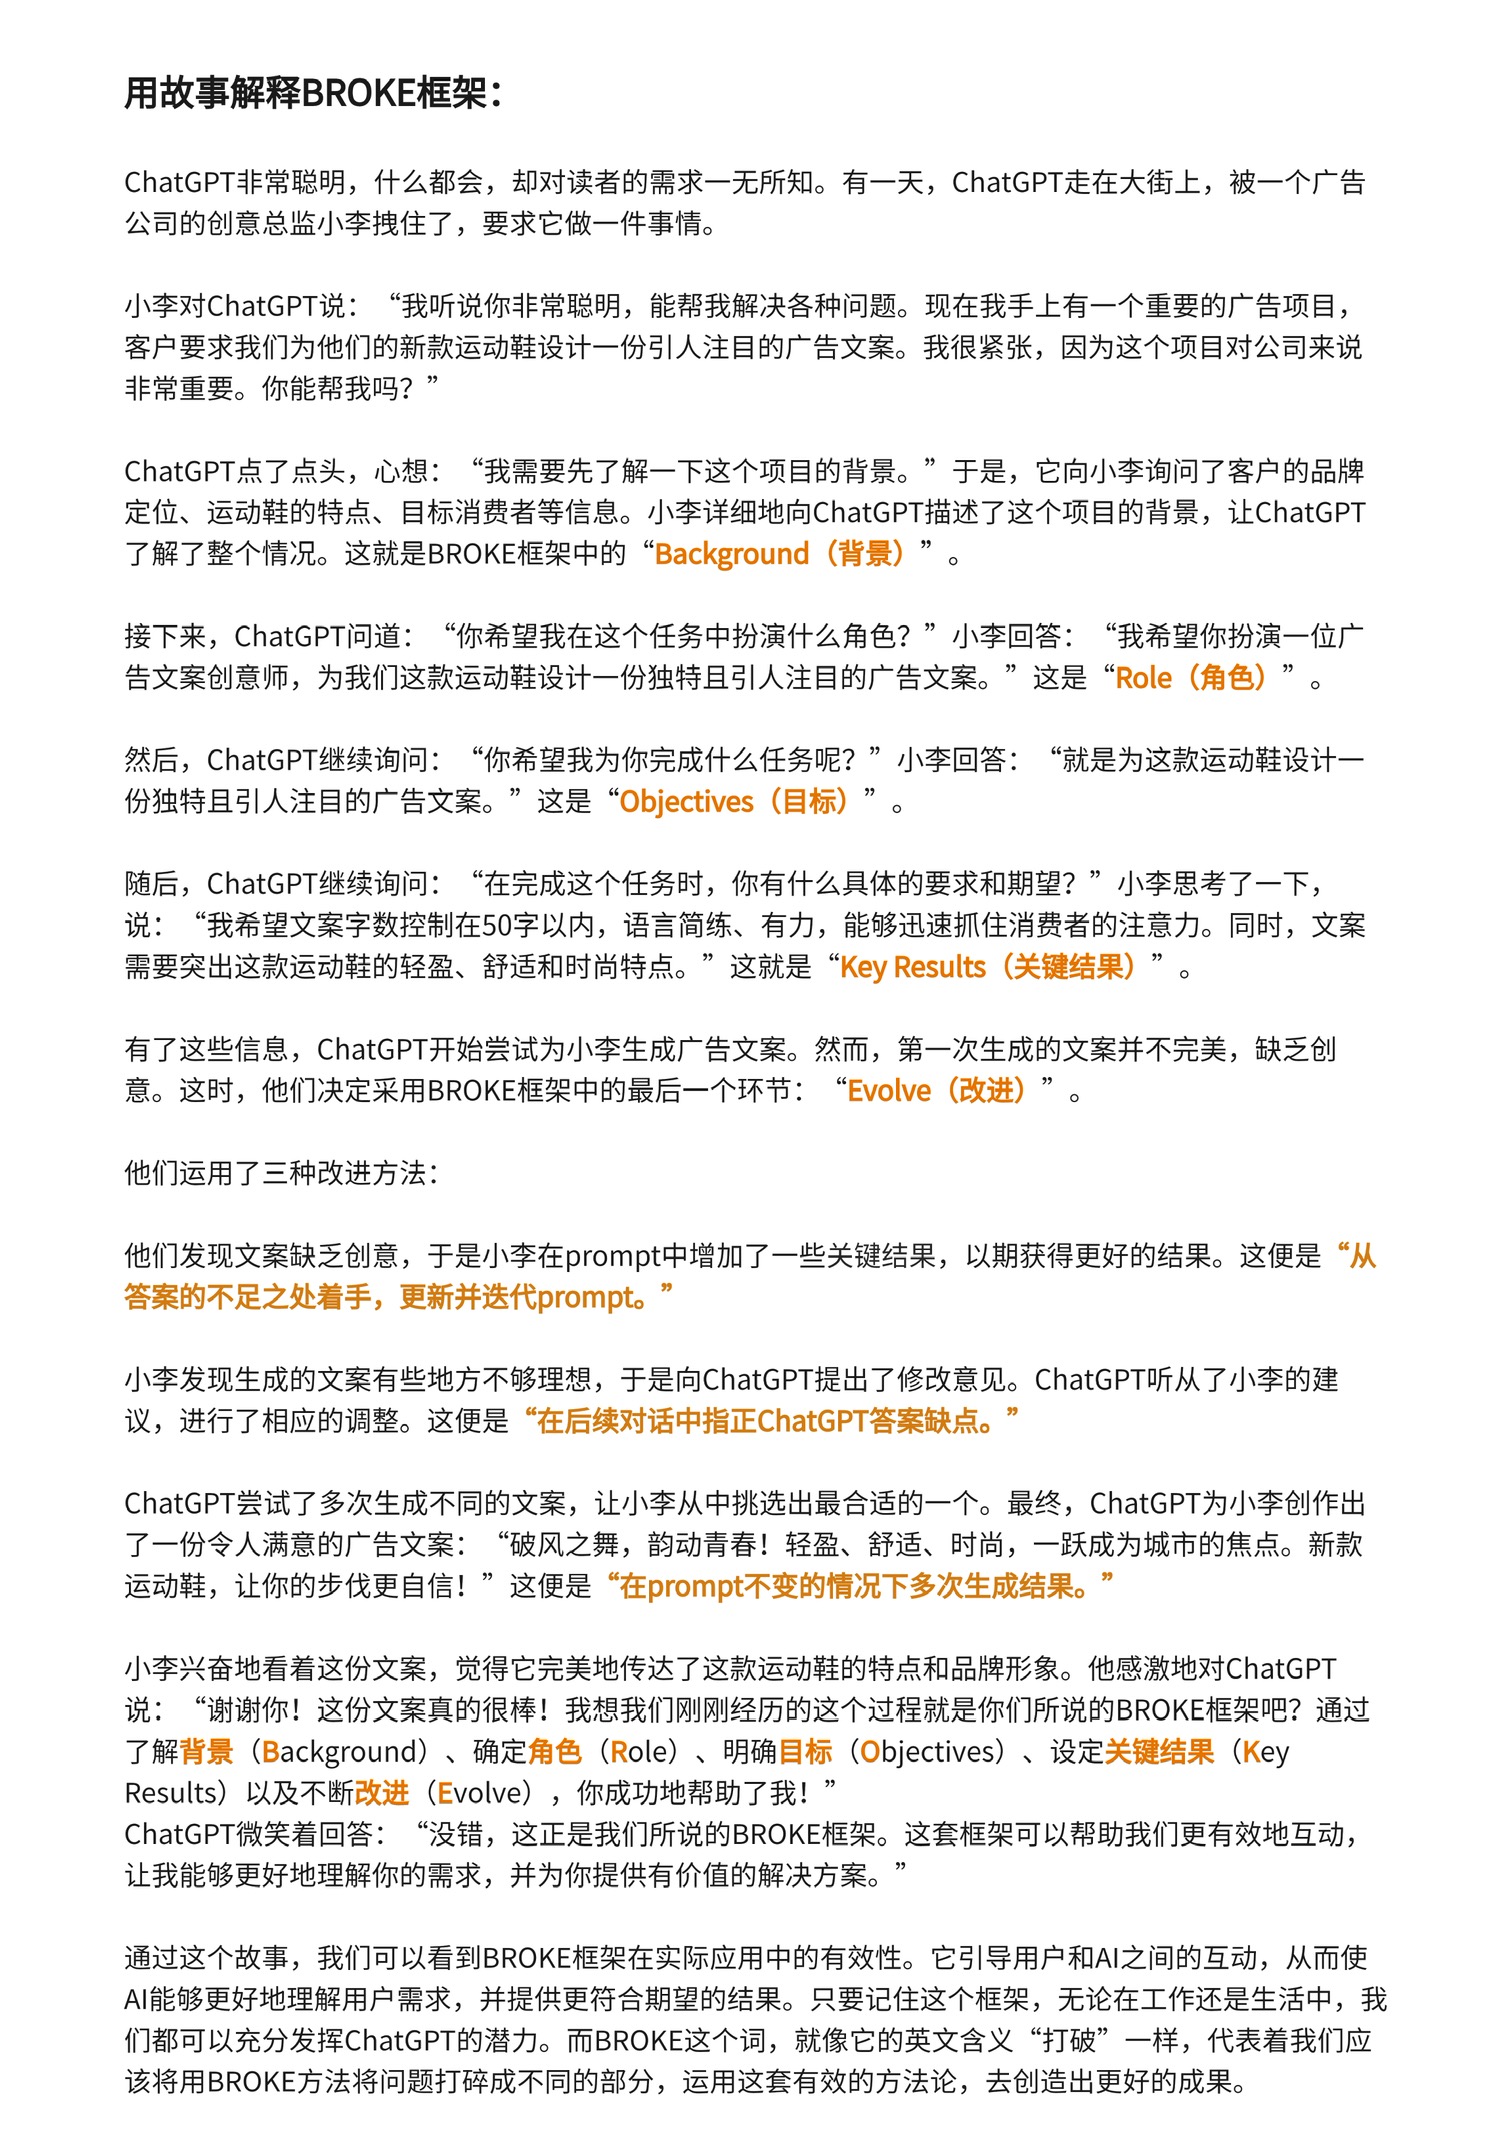 用故事解释BROKE框架：
ChatGPT非常聪明，什么都会，却对读者的需求一无所知。有一天，ChatGPT走在大街上，被一个广告
公司的创意总监小李拽住了，要求它做一件事情。
小李对ChatGPT说：“我听说你非常聪明，能帮我解决各种问题。现在我手上有一个重要的广告项目，
客户要求我们为他们的新款运动鞋设计一份引人注目的广告文案。我很紧张，因为这个项目对公司来说
非常重要。你能帮我吗？”
ChatGPT点了点头，心想：“我需要先了解一下这个项目的背景。”于是，它向小李询问了客户的品牌
定位、运动鞋的特点、目标消费者等信息。小李详细地向ChatGPT描述了这个项目的背景，让ChatGPT
了解了整个情况。这就是BROKE框架中的“Background（背景）”。
接下来，ChatGPT问道：“你希望我在这个任务中扮演什么角色？”小李回答：“我希望你扮演一位广
告文案创意师，为我们这款运动鞋设计一份独特且引人注目的广告文案。”这是“Role（角色）”。
然后，ChatGPT继续询问：“你希望我为你完成什么任务呢？”小李回答：“就是为这款运动鞋设计一
份独特且引人注目的广告文案。”这是“Objectives（目标）”。
随后，ChatGPT继续询问：“在完成这个任务时，你有什么具体的要求和期望？”小李思考了一下，
说：“我希望文案字数控制在50字以内，语言简练、有力，能够迅速抓住消费者的注意力。同时，文案
需要突出这款运动鞋的轻盈、舒适和时尚特点。”这就是“Key Results（关键结果）”。
有了这些信息，ChatGPT开始尝试为小李生成广告文案。然而，第一次生成的文案并不完美，缺乏创
意。这时，他们决定采用BROKE框架中的最后一个环节：“Evolve（改进）”。
他们运用了三种改进方法：
他们发现文案缺乏创意，于是小李在prompt中增加了一些关键结果，以期获得更好的结果。这便是“从
答案的不足之处着手，更新并迭代prompt。”
小李发现生成的文案有些地方不够理想，于是向ChatGPT提出了修改意见。ChatGPT听从了小李的建
议，进行了相应的调整。这便是“在后续对话中指正ChatGPT答案缺点。”
ChatGPT尝试了多次生成不同的文案，让小李从中挑选出最合适的一个。最终，ChatGPT为小李创作出
了一份令人满意的广告文案：“破风之舞，韵动青春！轻盈、舒适、时尚，一跃成为城市的焦点。新款
运动鞋，让你的步伐更自信！”这便是“在prompt不变的情况下多次生成结果。”
小李兴奋地看着这份文案，觉得它完美地传达了这款运动鞋的特点和品牌形象。他感激地对ChatGPT
说：“谢谢你！这份文案真的很棒！我想我们刚刚经历的这个过程就是你们所说的BROKE框架吧？通过
了解背景（Background）、确定角色（Role）、明确目标（Objectives）、设定关键结果（Key
Results）以及不断改进（Evolve），你成功地帮助了我！”
ChatGPT微笑着回答：“没错，这正是我们所说的BROKE框架。这套框架可以帮助我们更有效地互动，
让我能够更好地理解你的需求，并为你提供有价值的解决方案。”
通过这个故事，我们可以看到BROKE框架在实际应用中的有效性。它引导用户和AI之间的互动，从而使
AI能够更好地理解用户需求，并提供更符合期望的结果。只要记住这个框架，无论在工作还是生活中，我
们都可以充分发挥ChatGPT的潜力。而BROKE这个词，就像它的英文含义“打破”一样，代表着我们应
该将用BROKE方法将问题打碎成不同的部分，运用这套有效的方法论，去创造出更好的成果。